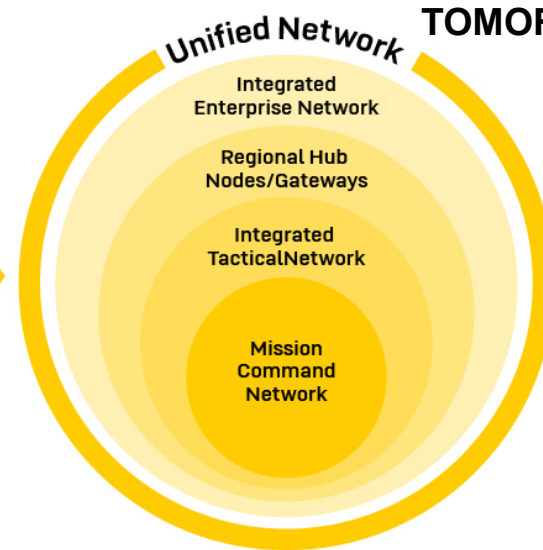 TOMOR
Unified Network
Integrated
Enterprise Network
Regional Hub
Nodes/Gateways
Integrated
TacticalNetwork
Mission
Command
Network